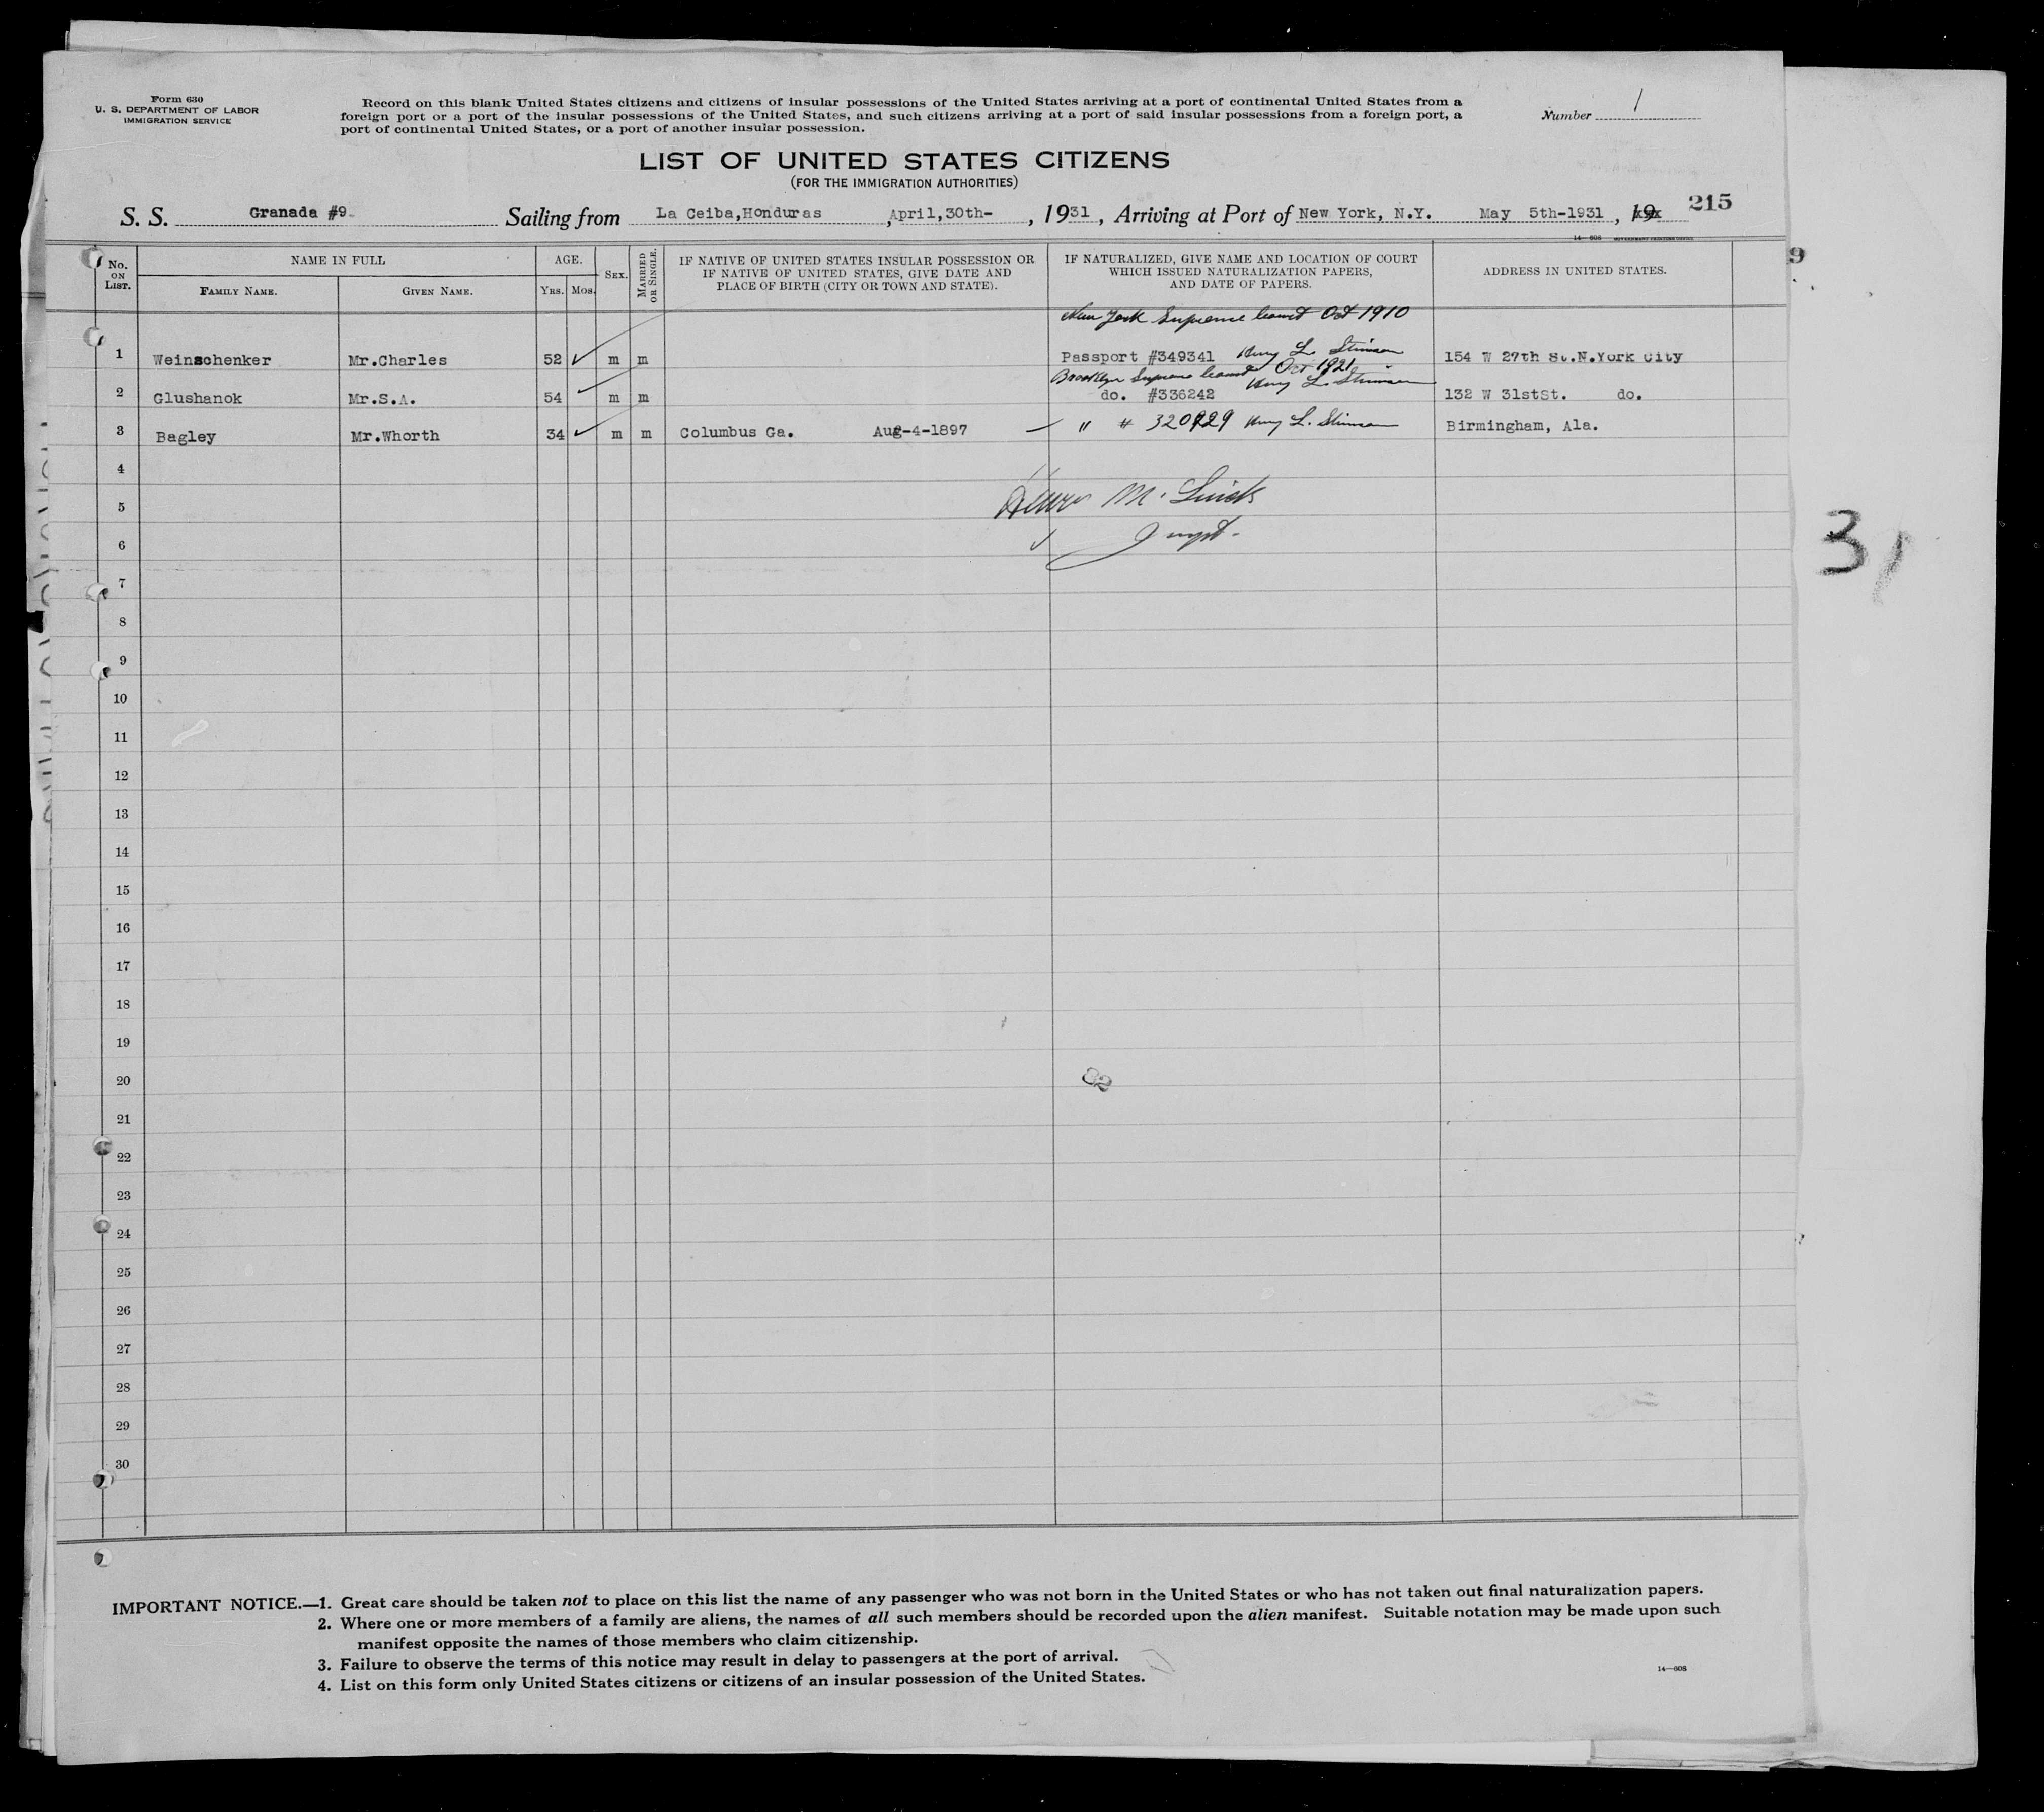 Form 630
U. S. DEPARTMENT OF LABOR
IMMIGRATION SERVICE
Record on this blank United States citizens and citizens of insular possessions of the United States arriving at a port of continental United States from a
foreign port or a port of the insular possessions of the United States, and such citizens arriving at a port of said insular possessions from a foreign port, a
port of continental United States, or a port of another insular possession.
Number 1
LIST OF UNITED STATES CITIZENS
(FOR THE IMMIGRATION AUTHORITIES)
S. S. Granada #9. Sailing from La Ceiba,Honduras ,April,30th- , 1931 , Arriving at Port of New York, N.Y. May 5th-1931 , 19xx 215
14—608 GOVERNMENT PRINTING OFFICE
9
No. ON LIST. NAME IN FULL AGE. SEX. MARRIED OR SINGLE. IF NATIVE OF UNITED STATES INSULAR POSSESSION OR IF NATIVE OF UNITED STATES, GIVE DATE AND PLACE OF BIRTH (CITY OR TOWN AND STATE). IF NATURALIZED, GIVE NAME AND LOCATION OF COURT WHICH ISSUED NATURALIZATION PAPERS, AND DATE OF PAPERS. ADDRESS IN UNITED STATES.
FAMILY NAME. GIVEN NAME. YRS. MOS.
New York Supreme Court Oct 1910
1 Weinschenker Mr.Charles 52 m m Passport #349341 Henry L. Stimson 154 W 27th St.N.York City
Brooklyn Supreme Court Oct 1921
2 Glushanok Mr.S.A. 54 m m do. #336242 Henry L. Stimson 132 W 31stSt. do.
3 Bagley Mr.Whorth 34 m m Columbus Ga. Aug-4-1897 " # 320929 Henry L. Stimson Birmingham, Ala.
4
5
6
7
8
9
10
11
12
13
14
15
16
17
18
19
20
21
22
23
24
25
26
27
28
29
30
31
82
IMPORTANT NOTICE.—1. Great care should be taken not to place on this list the name of any passenger who was not born in the United States or who has not taken out final naturalization papers.
2. Where one or more members of a family are aliens, the names of all such members should be recorded upon the alien manifest. Suitable notation may be made upon such
manifest opposite the names of those members who claim citizenship.
3. Failure to observe the terms of this notice may result in delay to passengers at the port of arrival.
4. List on this form only United States citizens or citizens of an insular possession of the United States.
14—608